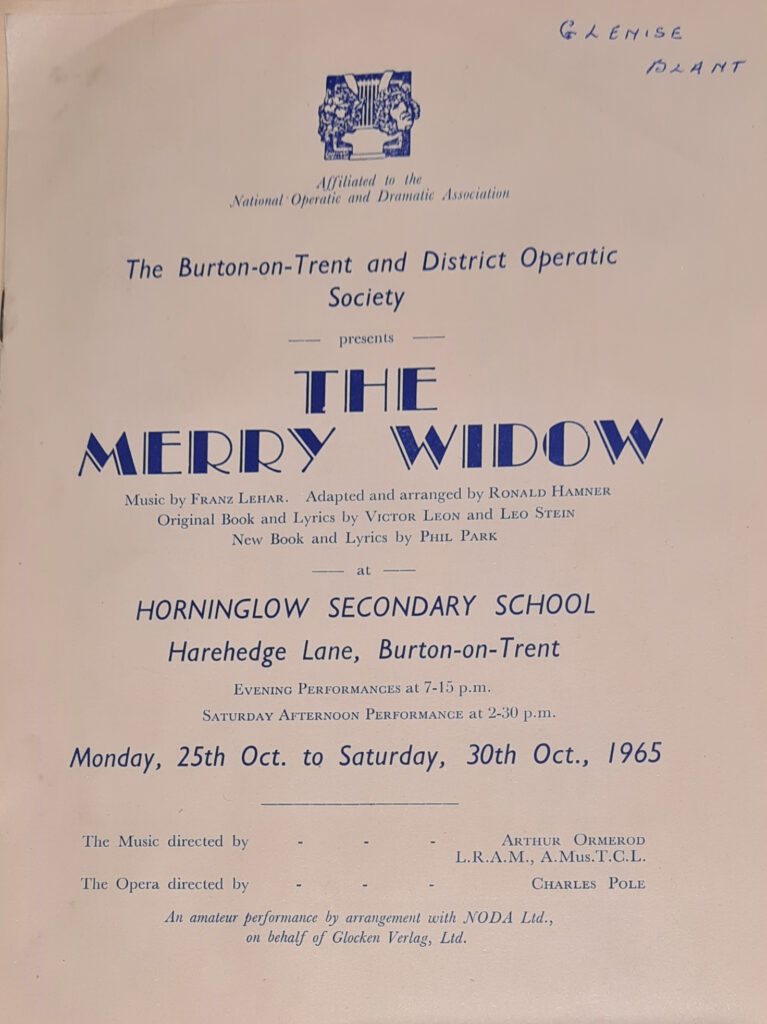 GLENISE
BLANT
Affiliated to the
National Operatic and Dramatic Association
The Burton-on-Trent and District Operatic
Society
presents
THE
MERRY WIDOW
Music by FRANZ LEHAR. Adapted and arranged by RONALD HAMNER
Original Book and Lyrics by VICTOR LEON and LEO STEIN
New Book and Lyrics by PHIL PARK
at
HORNINGLOW SECONDARY SCHOOL
Harehedge Lane, Burton-on-Trent
EVENING PERFORMANCES at 7-15 p.m.
SATURDAY AFTERNOON PERFORMANCE at 2-30 p.m.
Monday, 25th Oct. to Saturday, 30th Oct., 1965
The Music directed by - - - ARTHUR ORMEROD
L.R.A.M., A.Mus.T.C.L.
The Opera directed by - - - CHARLES POLE
An amateur performance by arrangement with NODA Ltd.,
on behalf of Glocken Verlag, Ltd.